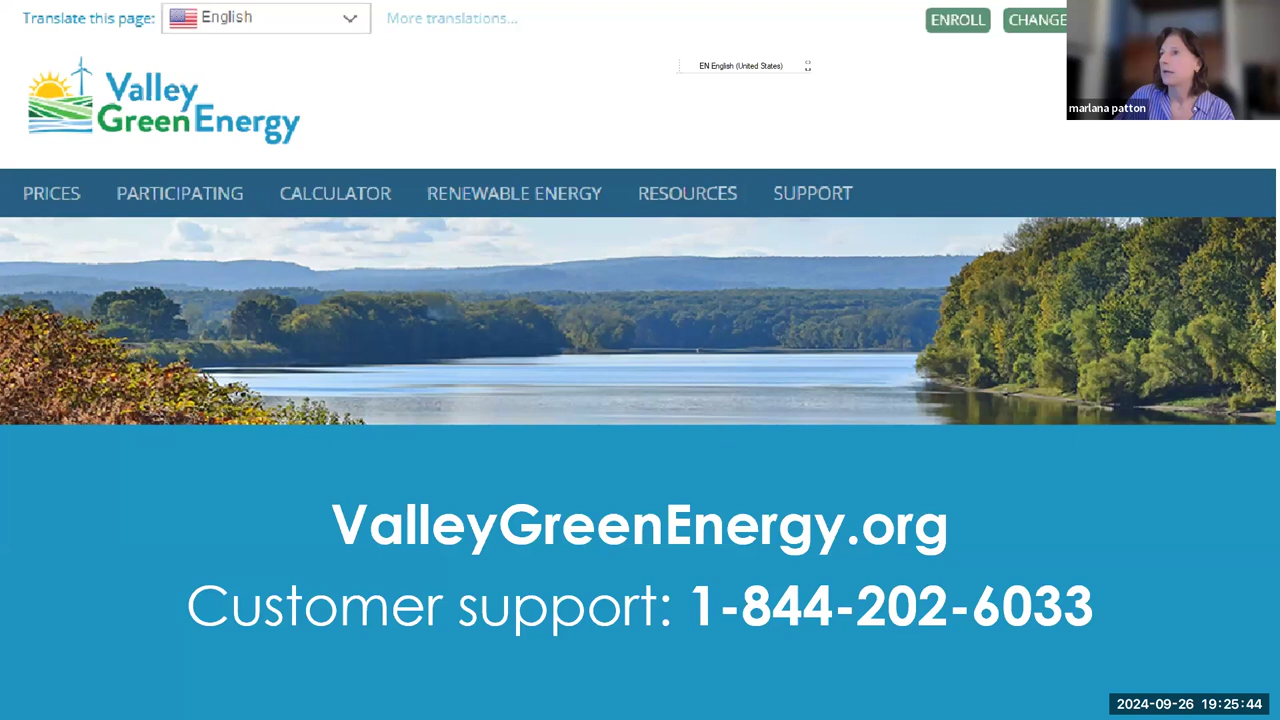 Translate this page:
English
More translations...
ENROLL
CHANGE
EN English (United States)
marlana patton
Valley
GreenEnergy
PRICES
PARTICIPATING
CALCULATOR
RENEWABLE ENERGY
RESOURCES
SUPPORT
ValleyGreenEnergy.org
Customer support: 1-844-202-6033
2024-09-26 19:25:44